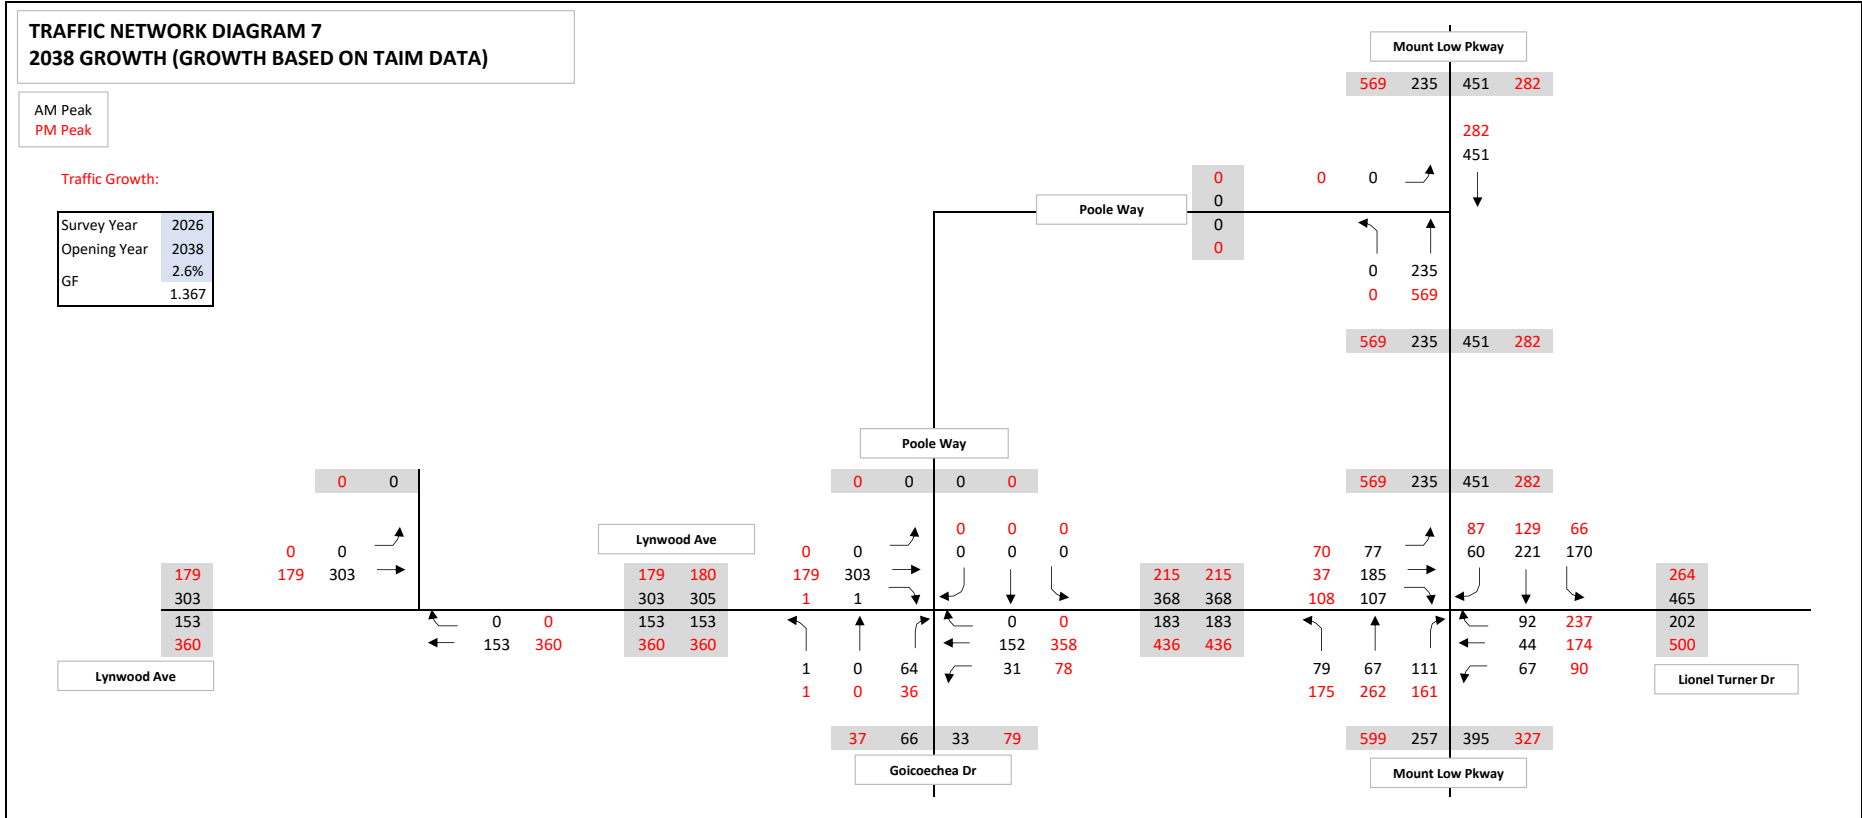 TRAFFIC NETWORK DIAGRAM 7
2038 GROWTH (GROWTH BASED ON TAIM DATA)
Mount Low Pkway
569 235 451 282
AM Peak
PM Peak
282
451
Traffic Growth:
0 0 0
0
Poole Way
0
0
Survey Year 2026
Opening Year 2038
2.6%
GF
1.367
0 235
0 569
569 235 451 282
Poole Way
0 0
0 0 0 0
569 235 451 282
Lynwood Ave
0 0
179 303
0 0
179 303
1 1
0 0 0
0 0 0
70 77
37 185
108 107
87 129 66
60 221 170
179
303
153
360
179 180
303 305
153 153
360 360
215 215
368 368
183 183
436 436
264
465
202
500
0 0
153 360
0 0
152 358
31 78
92 237
44 174
67 90
Lynwood Ave
1 0 64
1 0 36
79 67 111
175 262 161
Lionel Turner Dr
37 66 33 79
599 257 395 327
Goicoechea Dr
Mount Low Pkway